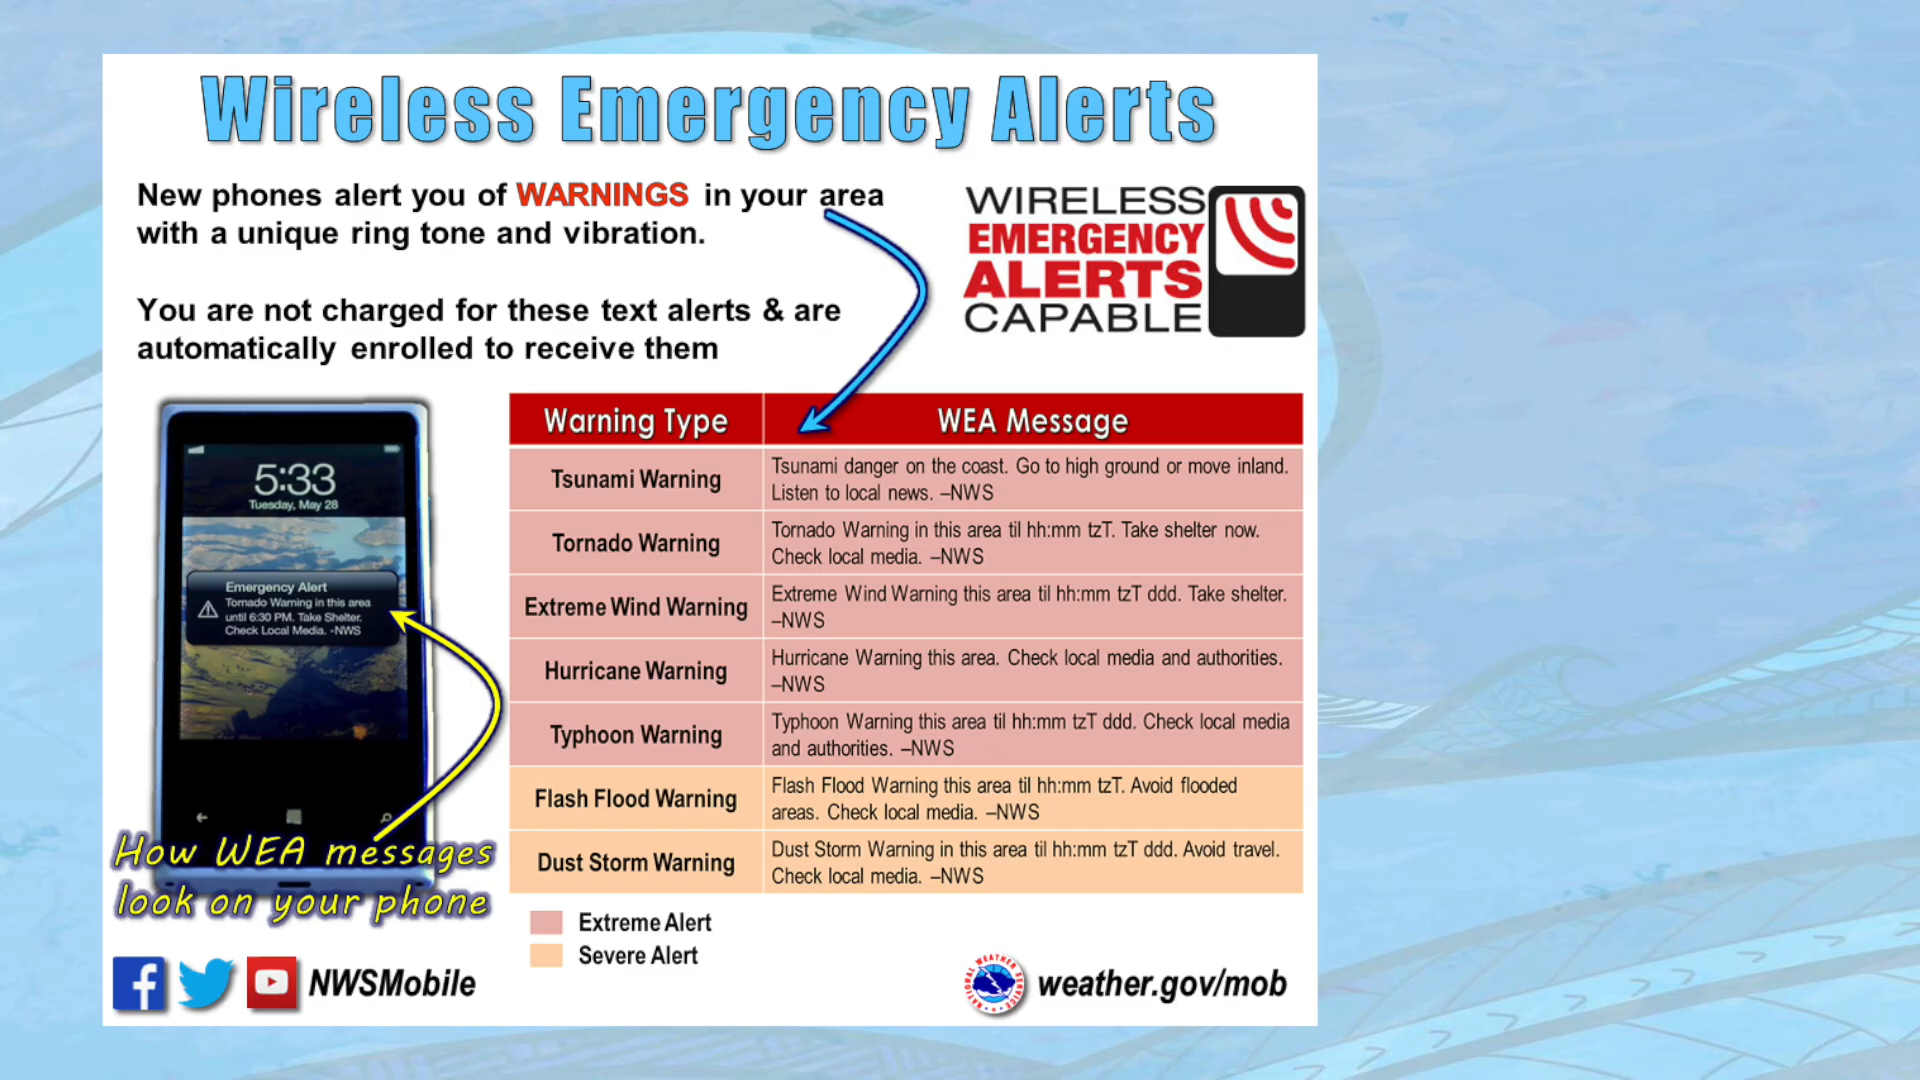 Wireless Emergency Alerts
New phones alert you of WARNINGS in your area
with a unique ring tone and vibration.
You are not charged for these text alerts & are
automatically enrolled to receive them
WIRELESS
EMERGENCY
ALERTS
CAPABLE
5:33
Tuesday, May 28
Emergency Alert
Tornado Warning in this area
until 6:30 PM. Take Shelter.
Check Local Media. -NWS
How WEA messages
look on your phone
Warning Type WEA Message
Tsunami Warning
Tsunami danger on the coast. Go to high ground or move inland.
Listen to local news. –NWS
Tornado Warning
Tornado Warning in this area til hh:mm tzT. Take shelter now.
Check local media. –NWS
Extreme Wind Warning
Extreme Wind Warning this area til hh:mm tzT ddd. Take shelter.
–NWS
Hurricane Warning
Hurricane Warning this area. Check local media and authorities.
–NWS
Typhoon Warning
Typhoon Warning this area til hh:mm tzT ddd. Check local media
and authorities. –NWS
Flash Flood Warning
Flash Flood Warning this area til hh:mm tzT. Avoid flooded
areas. Check local media. –NWS
Dust Storm Warning
Dust Storm Warning in this area til hh:mm tzT ddd. Avoid travel.
Check local media. –NWS
Extreme Alert
Severe Alert
NWSMobile
NATIONAL WEATHER SERVICE
weather.gov/mob